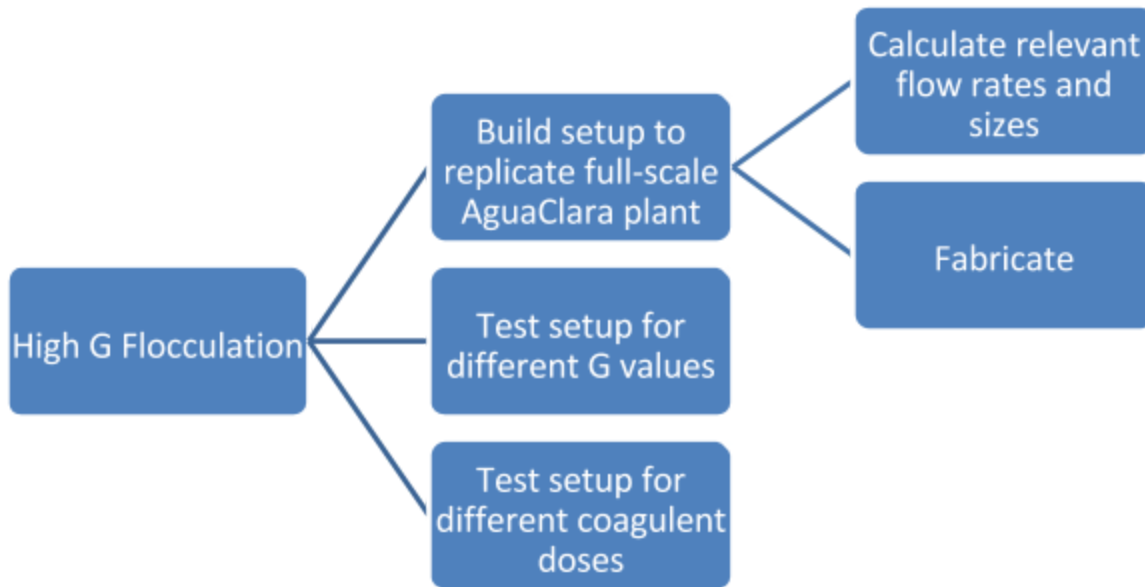 High G Flocculation
Build setup to
replicate full-scale
AguaClara plant
Test setup for
different G values
Test setup for
different coagulent
doses
Calculate relevant
flow rates and
sizes
Fabricate